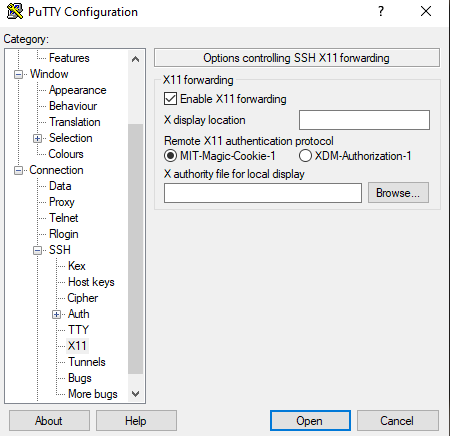 PuTTY Configuration
?
Category:
Features
Window
Appearance
Behaviour
Translation
Selection
Colours
Connection
Data
Proxy
Telnet
Rlogin
SSH
Kex
Host keys
Cipher
Auth
TTY
X11
Tunnels
Bugs
More bugs
Options controlling SSH X11 forwarding
X11 forwarding
Enable X11 forwarding
X display location
Remote X11 authentication protocol
MIT-Magic-Cookie-1 XDM-Authorization-1
X authority file for local display
Browse...
About Help Open Cancel